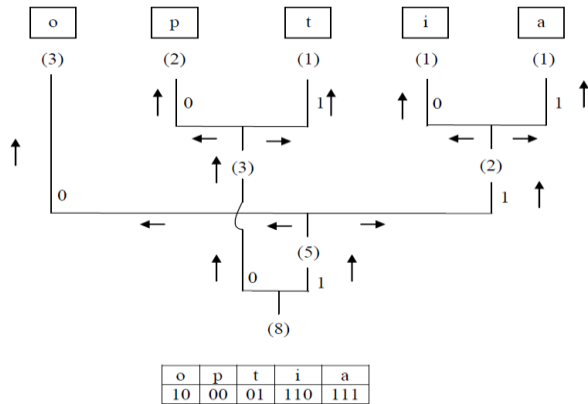 o p t i a
(3) (2) (1) (1) (1)
0 1 0 1
(3) (2)
0 1
(5)
0 1
(8)
o p t i a
10 00 01 110 111